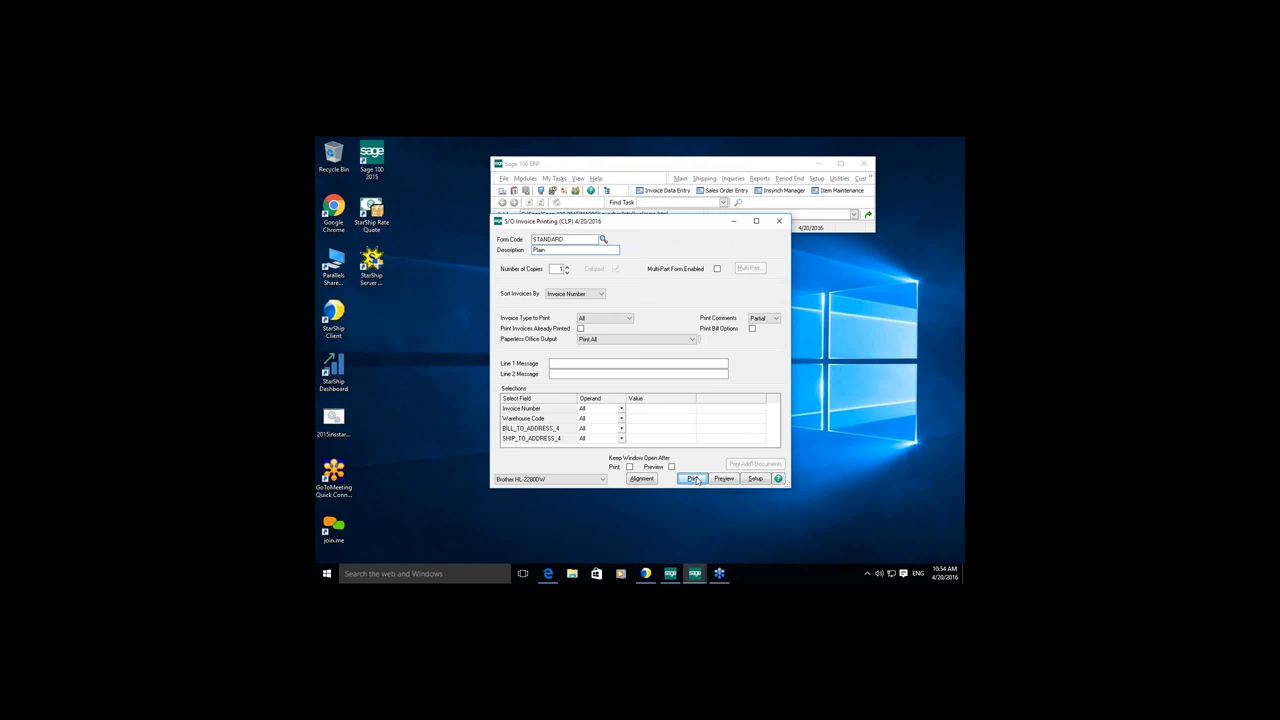 Recycle Bin
sage
Sage 100
2015
Google
Chrome
StarShip Rate
Quote
Parallels
Share...
StarShip
Server ...
StarShip
Client
StarShip
Dashboard
2015insstar...
GoToMeeting
Quick Conn...
join.me
Sage 100 ERP
File Modules My Tasks View Help Main Shipping Inquiries Reports Period End Setup Utilities Cust
Invoice Data Entry Sales Order Entry Insynch Manager Item Maintenance
Find Task
4/20/2016
S/O Invoice Printing (CLP) 4/20/2016
Form Code STANDARD
Description Plain
Number of Copies 1 Collated Multi-Part Form Enabled Multi Part...
Sort Invoices By Invoice Number
Invoice Type to Print All Print Comments Partial
Print Invoices Already Printed Print Bill Options
Paperless Office Output Print All
Line 1 Message
Line 2 Message
Selections
Select Field Operand Value
Invoice Number All
Warehouse Code All
BILL_TO_ADDRESS_4 All
SHIP_TO_ADDRESS_4 All
Keep Window Open After
Print Preview Print Add'l Documents
Brother HL-2280DW Alignment Print Preview Setup
Search the web and Windows
sage sage
ENG 10:54 AM
4/20/2016